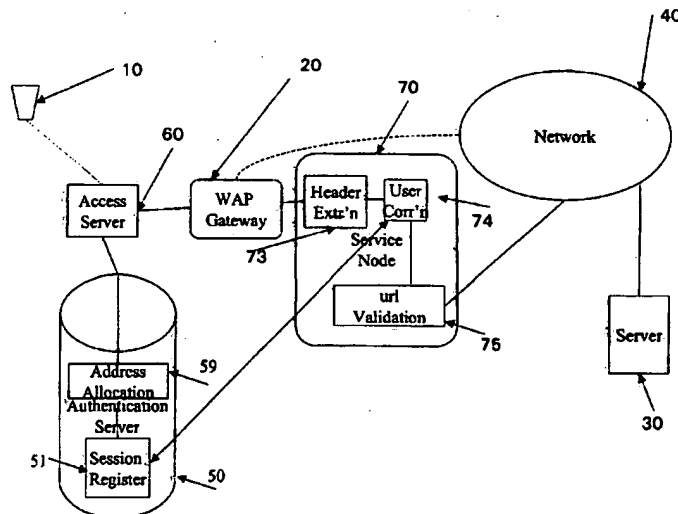 40
10
20
70
60
Network
Access
Server
WAP
Gateway
Header
Extr'n
User
Corr'n
74
73
Service
Node
url
Validation
75
59
Address
Allocation
Authentication
Server
Server
30
51
Session
Register
50